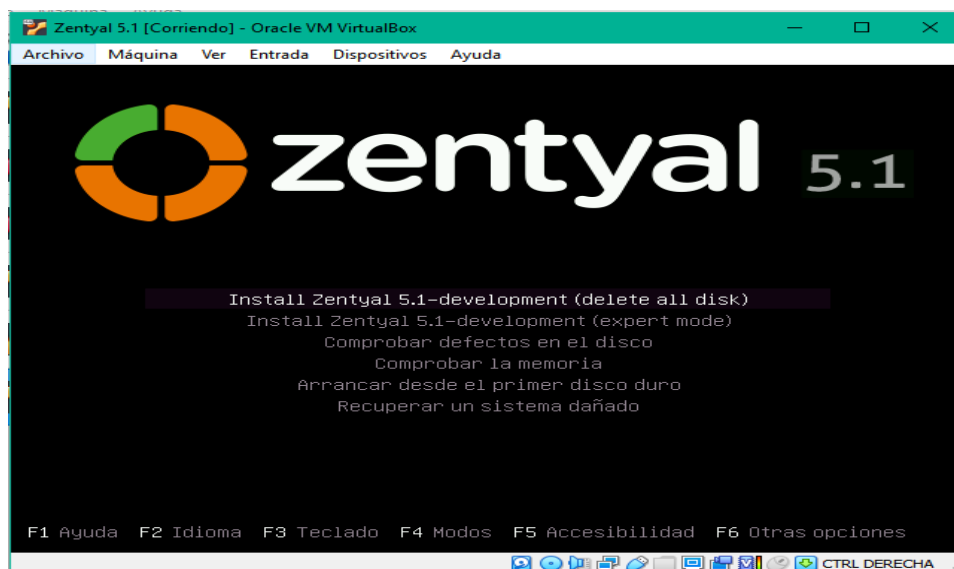 Zentyal 5.1 [Corriendo] - Oracle VM VirtualBox
Archivo Máquina Ver Entrada Dispositivos Ayuda
zentyal 5.1
Install Zentyal 5.1-development (delete all disk)
Install Zentyal 5.1-development (expert mode)
Comprobar defectos en el disco
Comprobar la memoria
Arrancar desde el primer disco duro
Recuperar un sistema dañado
F1 Ayuda F2 Idioma F3 Teclado F4 Modos F5 Accesibilidad F6 Otras opciones
CTRL DERECHA